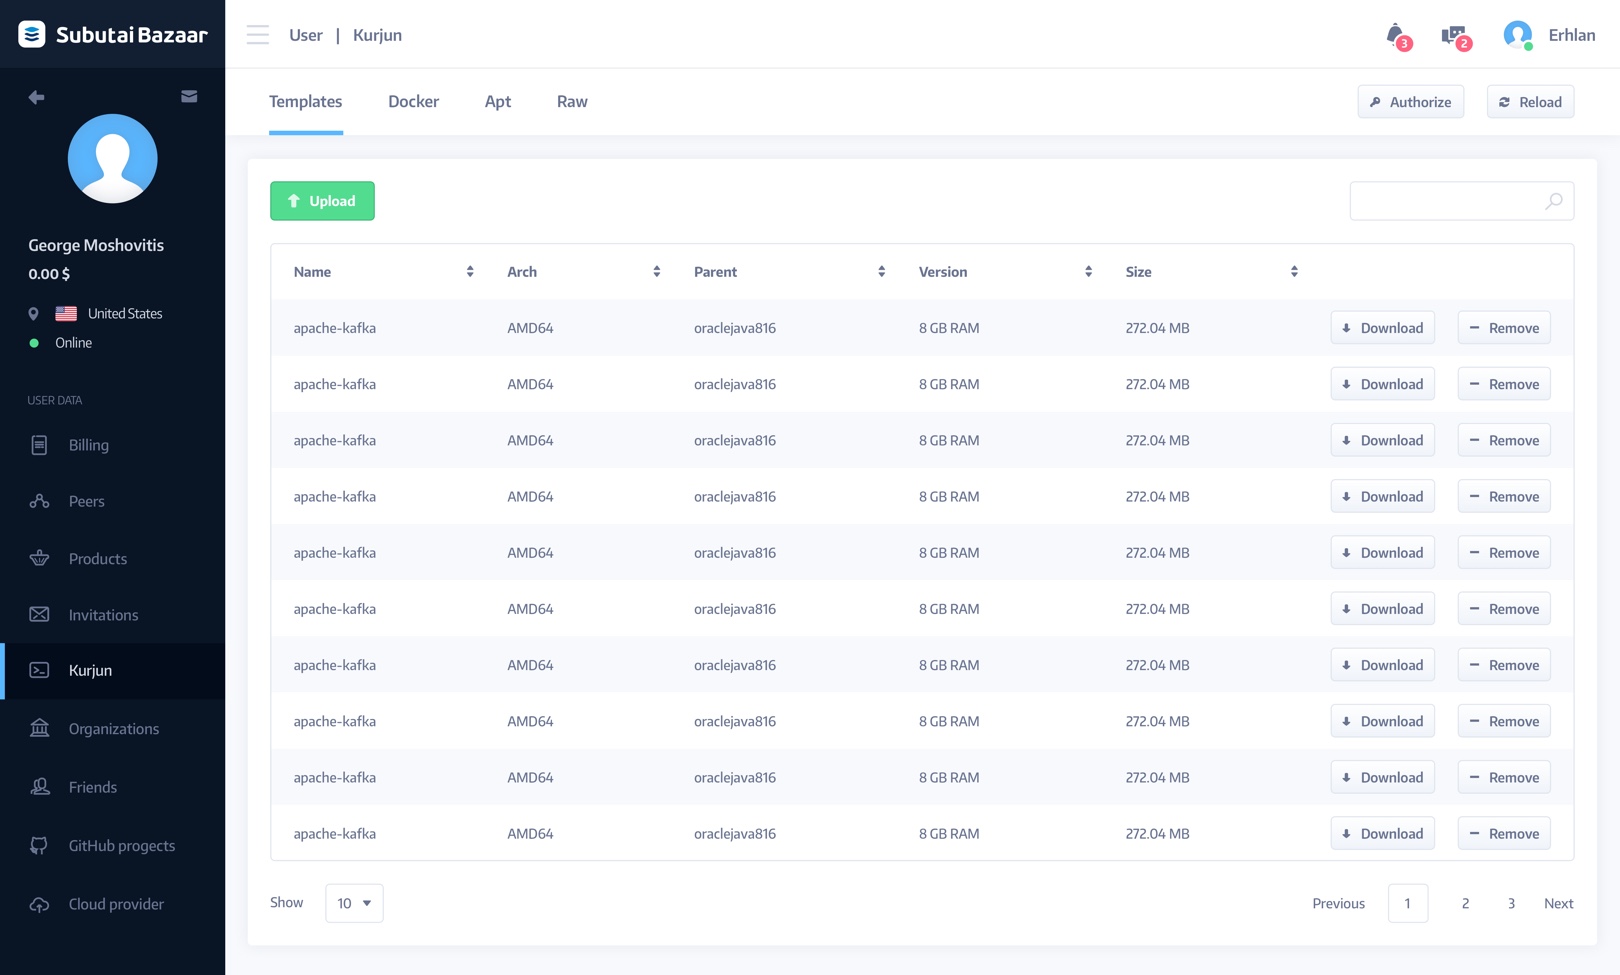 Subutai Bazaar
User | Kurjun
3
2
Erhlan
Templates Docker Apt Raw
Authorize Reload
George Moshovitis
0.00 $
United States
Online
USER DATA
Billing
Peers
Products
Invitations
Kurjun
Organizations
Friends
GitHub progects
Cloud provider
Upload
Name Arch Parent Version Size
apache-kafka AMD64 oraclejava816 8 GB RAM 272.04 MB Download Remove
apache-kafka AMD64 oraclejava816 8 GB RAM 272.04 MB Download Remove
apache-kafka AMD64 oraclejava816 8 GB RAM 272.04 MB Download Remove
apache-kafka AMD64 oraclejava816 8 GB RAM 272.04 MB Download Remove
apache-kafka AMD64 oraclejava816 8 GB RAM 272.04 MB Download Remove
apache-kafka AMD64 oraclejava816 8 GB RAM 272.04 MB Download Remove
apache-kafka AMD64 oraclejava816 8 GB RAM 272.04 MB Download Remove
apache-kafka AMD64 oraclejava816 8 GB RAM 272.04 MB Download Remove
apache-kafka AMD64 oraclejava816 8 GB RAM 272.04 MB Download Remove
apache-kafka AMD64 oraclejava816 8 GB RAM 272.04 MB Download Remove
Show 10
Previous 1 2 3 Next